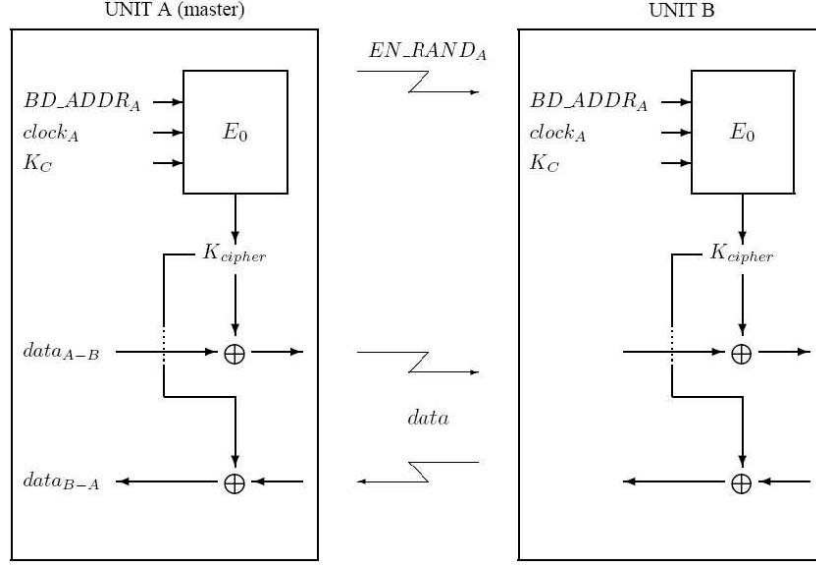 UNIT A (master)
UNIT B
EN_RAND_A
BD_ADDR_A
clock_A
K_C
E_0
BD_ADDR_A
clock_A
K_C
E_0
K_cipher
K_cipher
data_A−B
data
data_B−A